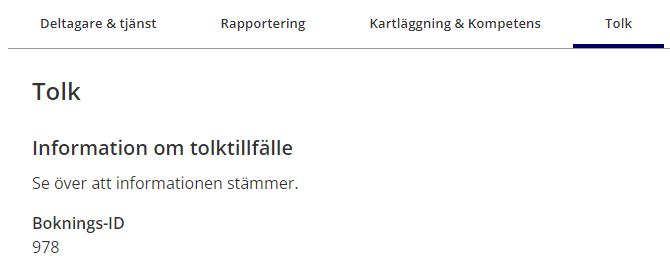 Deltagare & tjänst Rapportering Kartläggning & Kompetens Tolk
Tolk
Information om tolktillfälle
Se över att informationen stämmer.
Boknings-ID
978